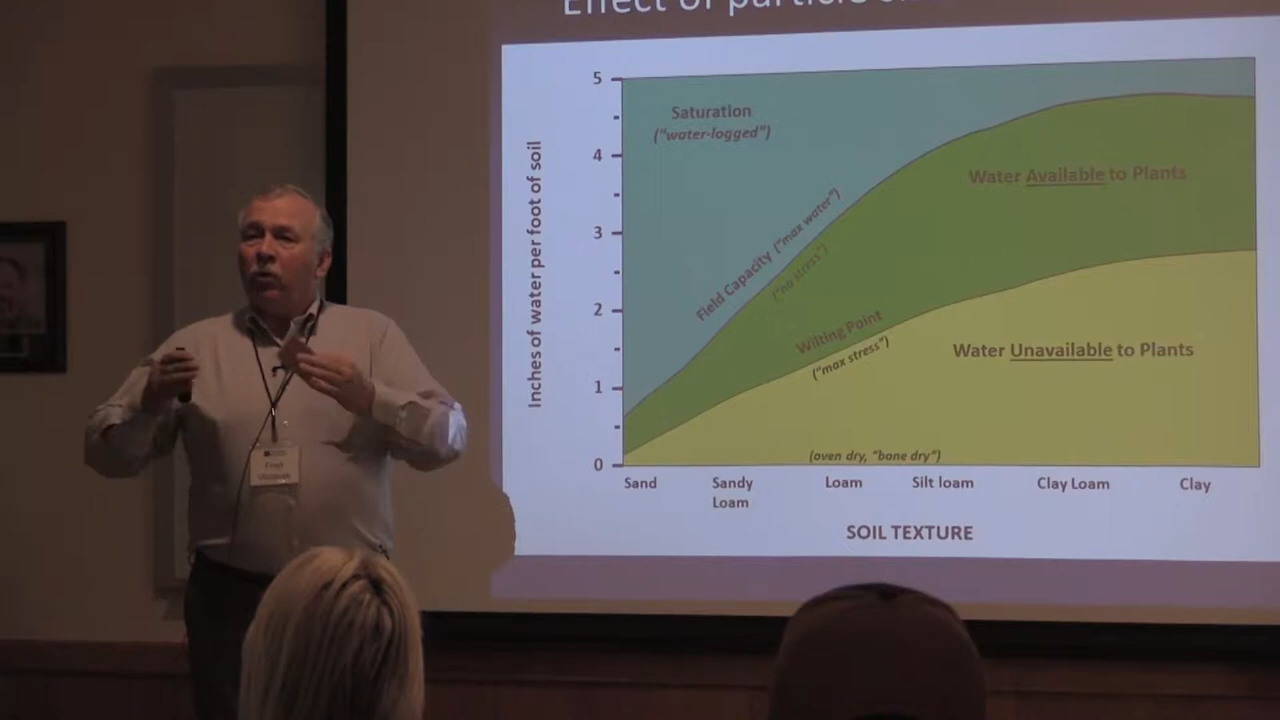 Effect of particle
5
4
3
2
1
0
Inches of water per foot of soil
Saturation
("water-logged")
Field Capacity ("max water")
("no stress")
Wilting Point
("max stress")
Water Available to Plants
Water Unavailable to Plants
(oven dry, "bone dry")
Sand
Sandy
Loam
Loam
Silt loam
Clay Loam
Clay
SOIL TEXTURE
Fred